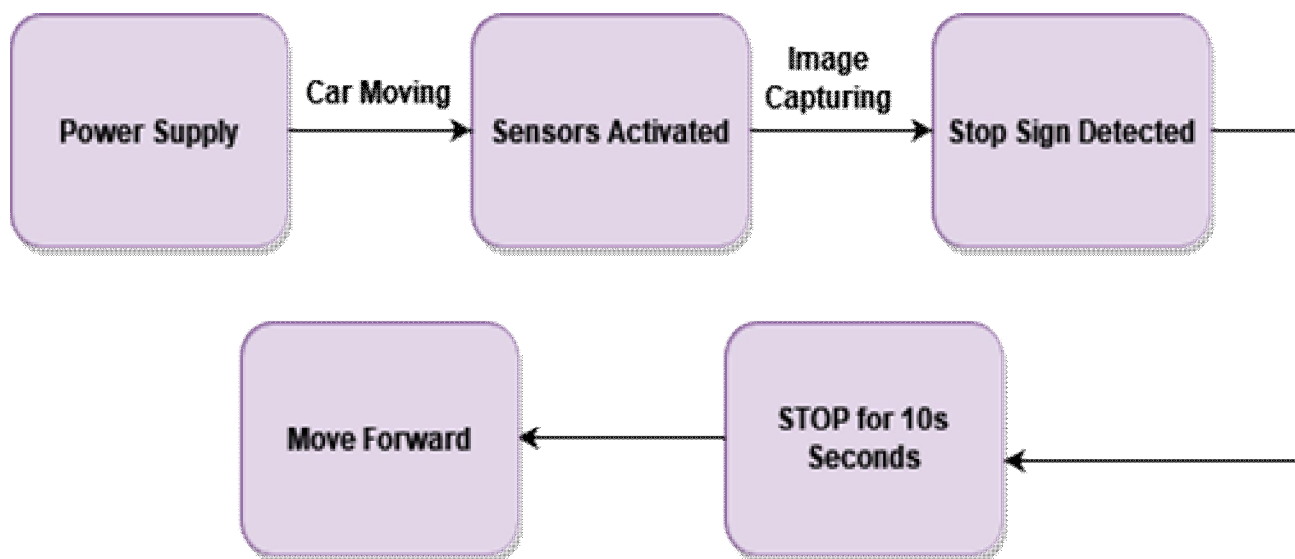 Power Supply
Car Moving
Sensors Activated
Image
Capturing
Stop Sign Detected
Move Forward
STOP for 10s
Seconds